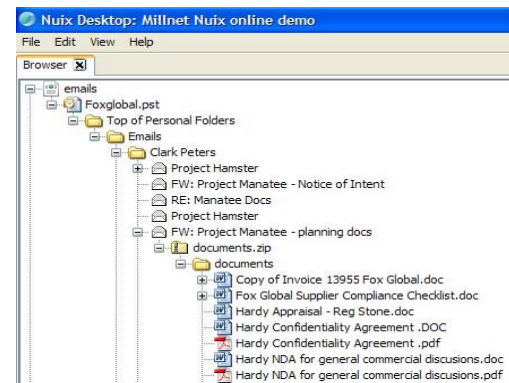 Nuix Desktop: Millnet Nuix online demo
File Edit View Help
Browser
emails
Foxglobal.pst
Top of Personal Folders
Emails
Clark Peters
Project Hamster
FW: Project Manatee - Notice of Intent
RE: Manatee Docs
Project Hamster
FW: Project Manatee - planning docs
documents.zip
documents
Copy of Invoice 13955 Fox Global.doc
Fox Global Supplier Compliance Checklist.doc
Hardy Appraisal - Reg Stone.doc
Hardy Confidentiality Agreement .DOC
Hardy Confidentiality Agreement .pdf
Hardy NDA for general commercial discusions.doc
Hardy NDA for general commercial discusions.pdf